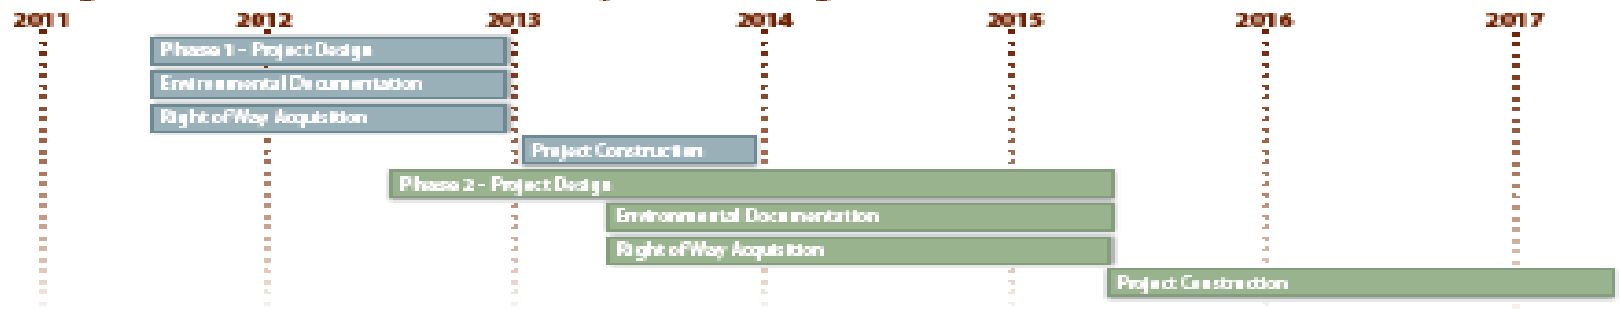 2011 2012 2013 2014 2015 2016 2017
Phase 1 - Project Design
Environmental Documentation
Right of Way Acquisition
Project Construction
Phase 2 - Project Design
Environmental Documentation
Right of Way Acquisition
Project Construction